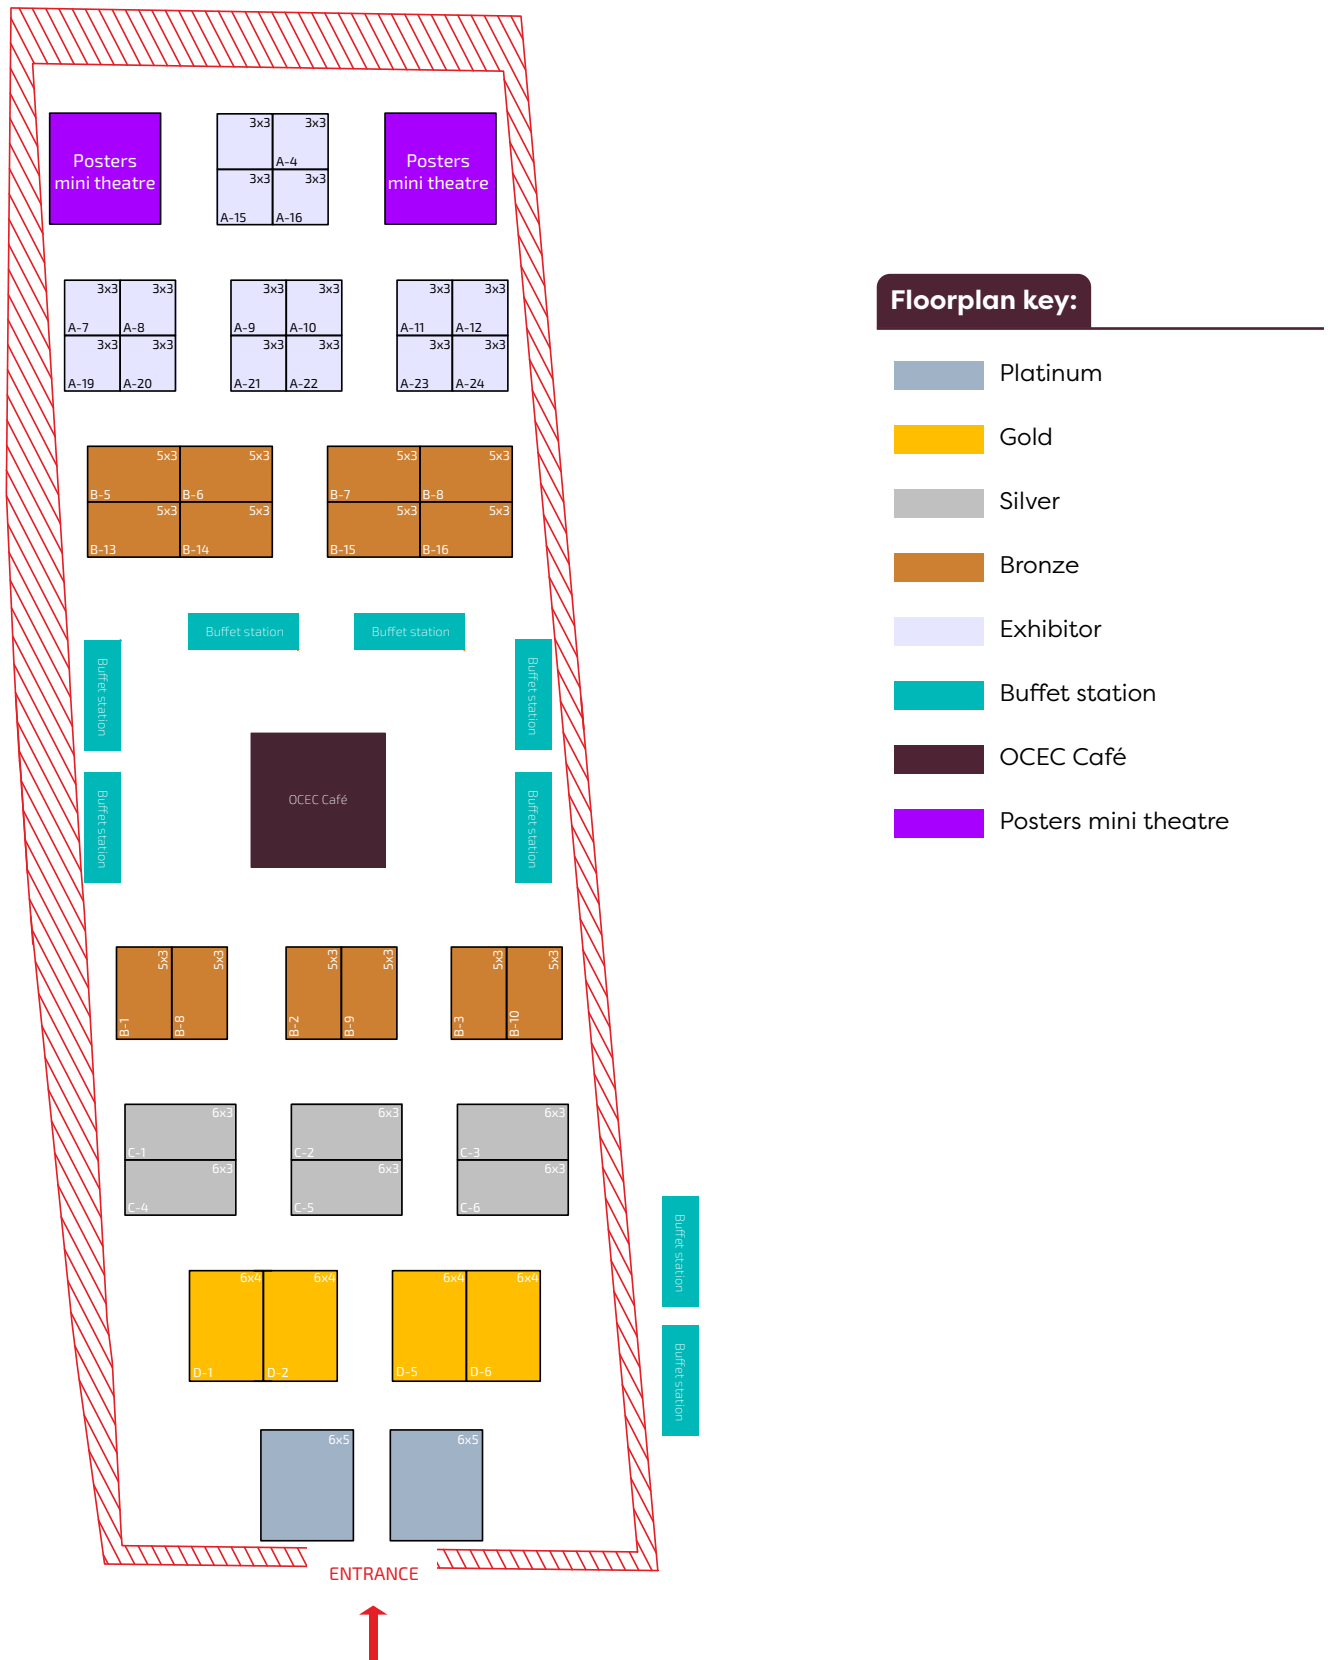 3x3 3x3
Posters
mini theatre
A-4
Posters
mini theatre
3x3 3x3
A-15 A-16
3x3 3x3 3x3 3x3 3x3 3x3
A-7 A-8 A-9 A-10 A-11 A-12
3x3 3x3 3x3 3x3 3x3 3x3
A-19 A-20 A-21 A-22 A-23 A-24
5x3 5x3 5x3 5x3
B-5 B-6 B-7 B-8
5x3 5x3 5x3 5x3
B-13 B-14 B-15 B-16
Buffet station Buffet station
Buffet station
Buffet station
Buffet station
Buffet station
OCEC Café
5x3 5x3 5x3 5x3 5x3 5x3
B-1 B-8 B-2 B-9 B-3 B-10
6x3 6x3 6x3
C-1 C-2 C-3
6x3 6x3 6x3
C-4 C-5 C-6
Buffet station
Buffet station
6x4 6x4 6x4 6x4
D-1 D-2 D-5 D-6
6x5 6x5
ENTRANCE
Floorplan key:
Platinum
Gold
Silver
Bronze
Exhibitor
Buffet station
OCEC Café
Posters mini theatre